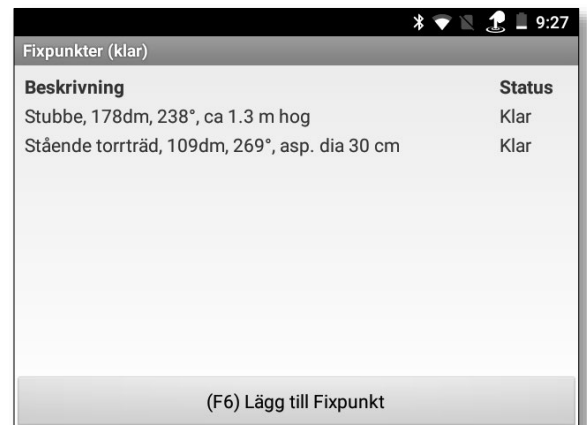 9:27
Fixpunkter (klar)
Beskrivning Status
Stubbe, 178dm, 238°, ca 1.3 m hog Klar
Stående torrträd, 109dm, 269°, asp. dia 30 cm Klar
(F6) Lägg till Fixpunkt